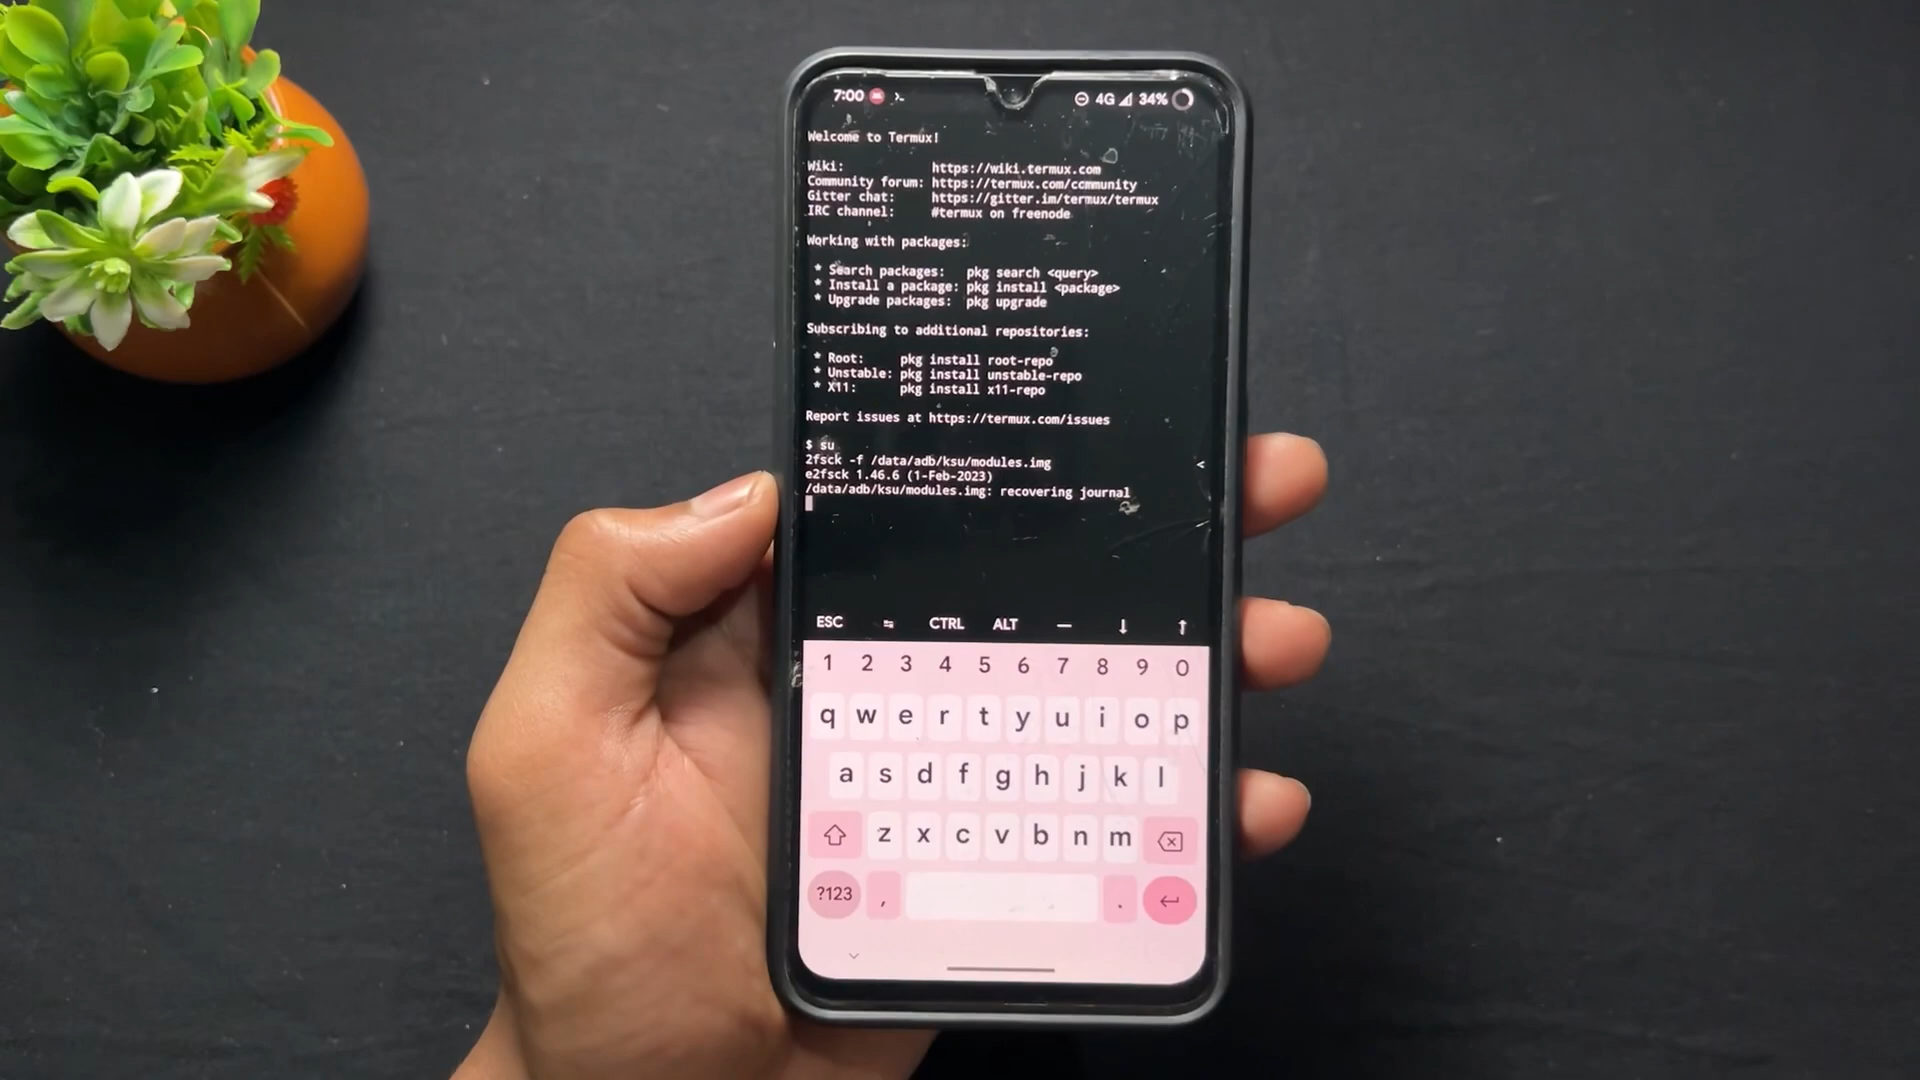 7:00 4G 34%
Welcome to Termux!
Wiki: https://wiki.termux.com
Community forum: https://termux.com/community
Gitter chat: https://gitter.im/termux/termux
IRC channel: #termux on freenode
Working with packages:
* Search packages: pkg search <query>
* Install a package: pkg install <package>
* Upgrade packages: pkg upgrade
Subscribing to additional repositories:
* Root: pkg install root-repo
* Unstable: pkg install unstable-repo
* X11: pkg install x11-repo
Report issues at https://termux.com/issues
$ su
2fsck -f /data/adb/ksu/modules.img <
e2fsck 1.46.6 (1-Feb-2023)
/data/adb/ksu/modules.img: recovering journal
ESC ⇆ CTRL ALT — ↓ ↑
1 2 3 4 5 6 7 8 9 0
q w e r t y u i o p
a s d f g h j k l
z x c v b n m
?123 , .